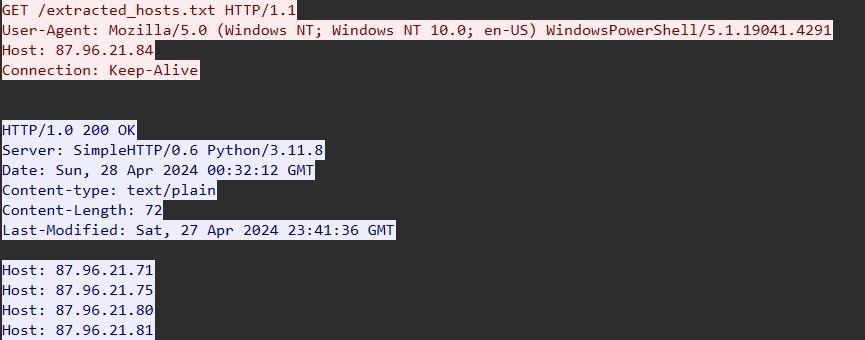 GET /extracted_hosts.txt HTTP/1.1
User-Agent: Mozilla/5.0 (Windows NT; Windows NT 10.0; en-US) WindowsPowerShell/5.1.19041.4291
Host: 87.96.21.84
Connection: Keep-Alive
HTTP/1.0 200 OK
Server: SimpleHTTP/0.6 Python/3.11.8
Date: Sun, 28 Apr 2024 00:32:12 GMT
Content-type: text/plain
Content-Length: 72
Last-Modified: Sat, 27 Apr 2024 23:41:36 GMT
Host: 87.96.21.71
Host: 87.96.21.75
Host: 87.96.21.80
Host: 87.96.21.81